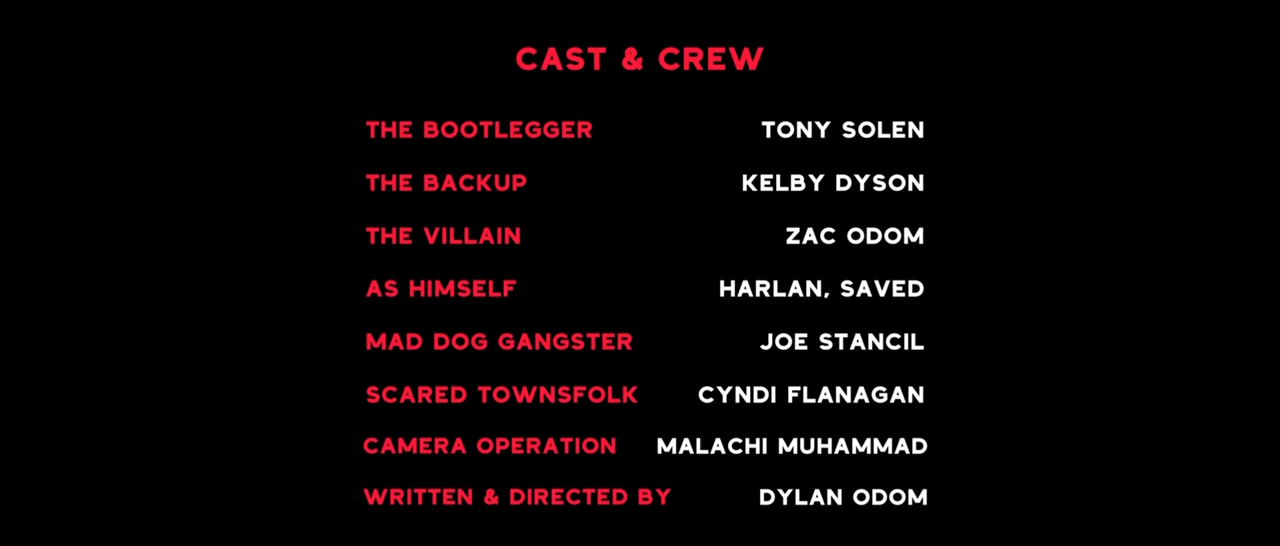 CAST & CREW
THE BOOTLEGGER TONY SOLEN
THE BACKUP KELBY DYSON
THE VILLAIN ZAC ODOM
AS HIMSELF HARLAN, SAVED
MAD DOG GANGSTER JOE STANCIL
SCARED TOWNSFOLK CYNDI FLANAGAN
CAMERA OPERATION MALACHI MUHAMMAD
WRITTEN & DIRECTED BY DYLAN ODOM